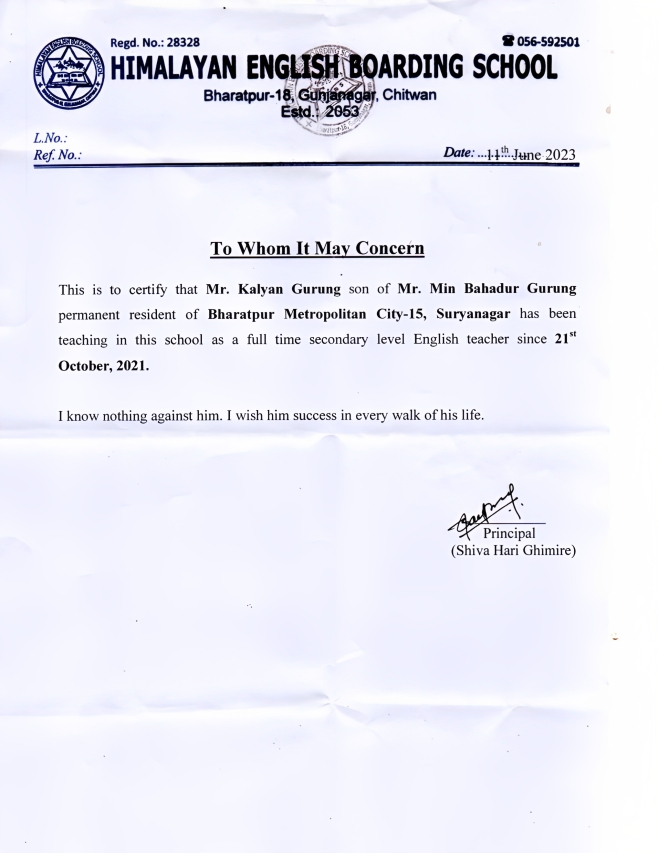 Regd. No.: 28328
☎ 056-592501
HIMALAYAN ENGLISH BOARDING SCHOOL
Bharatpur-18, Gunjanagar, Chitwan
Estd.: 2053
L.No.:
Ref. No.:
Date: ...11th June 2023
To Whom It May Concern
This is to certify that Mr. Kalyan Gurung son of Mr. Min Bahadur Gurung
permanent resident of Bharatpur Metropolitan City-15, Suryanagar has been
teaching in this school as a full time secondary level English teacher since 21st
October, 2021.
I know nothing against him. I wish him success in every walk of his life.
Principal
(Shiva Hari Ghimire)